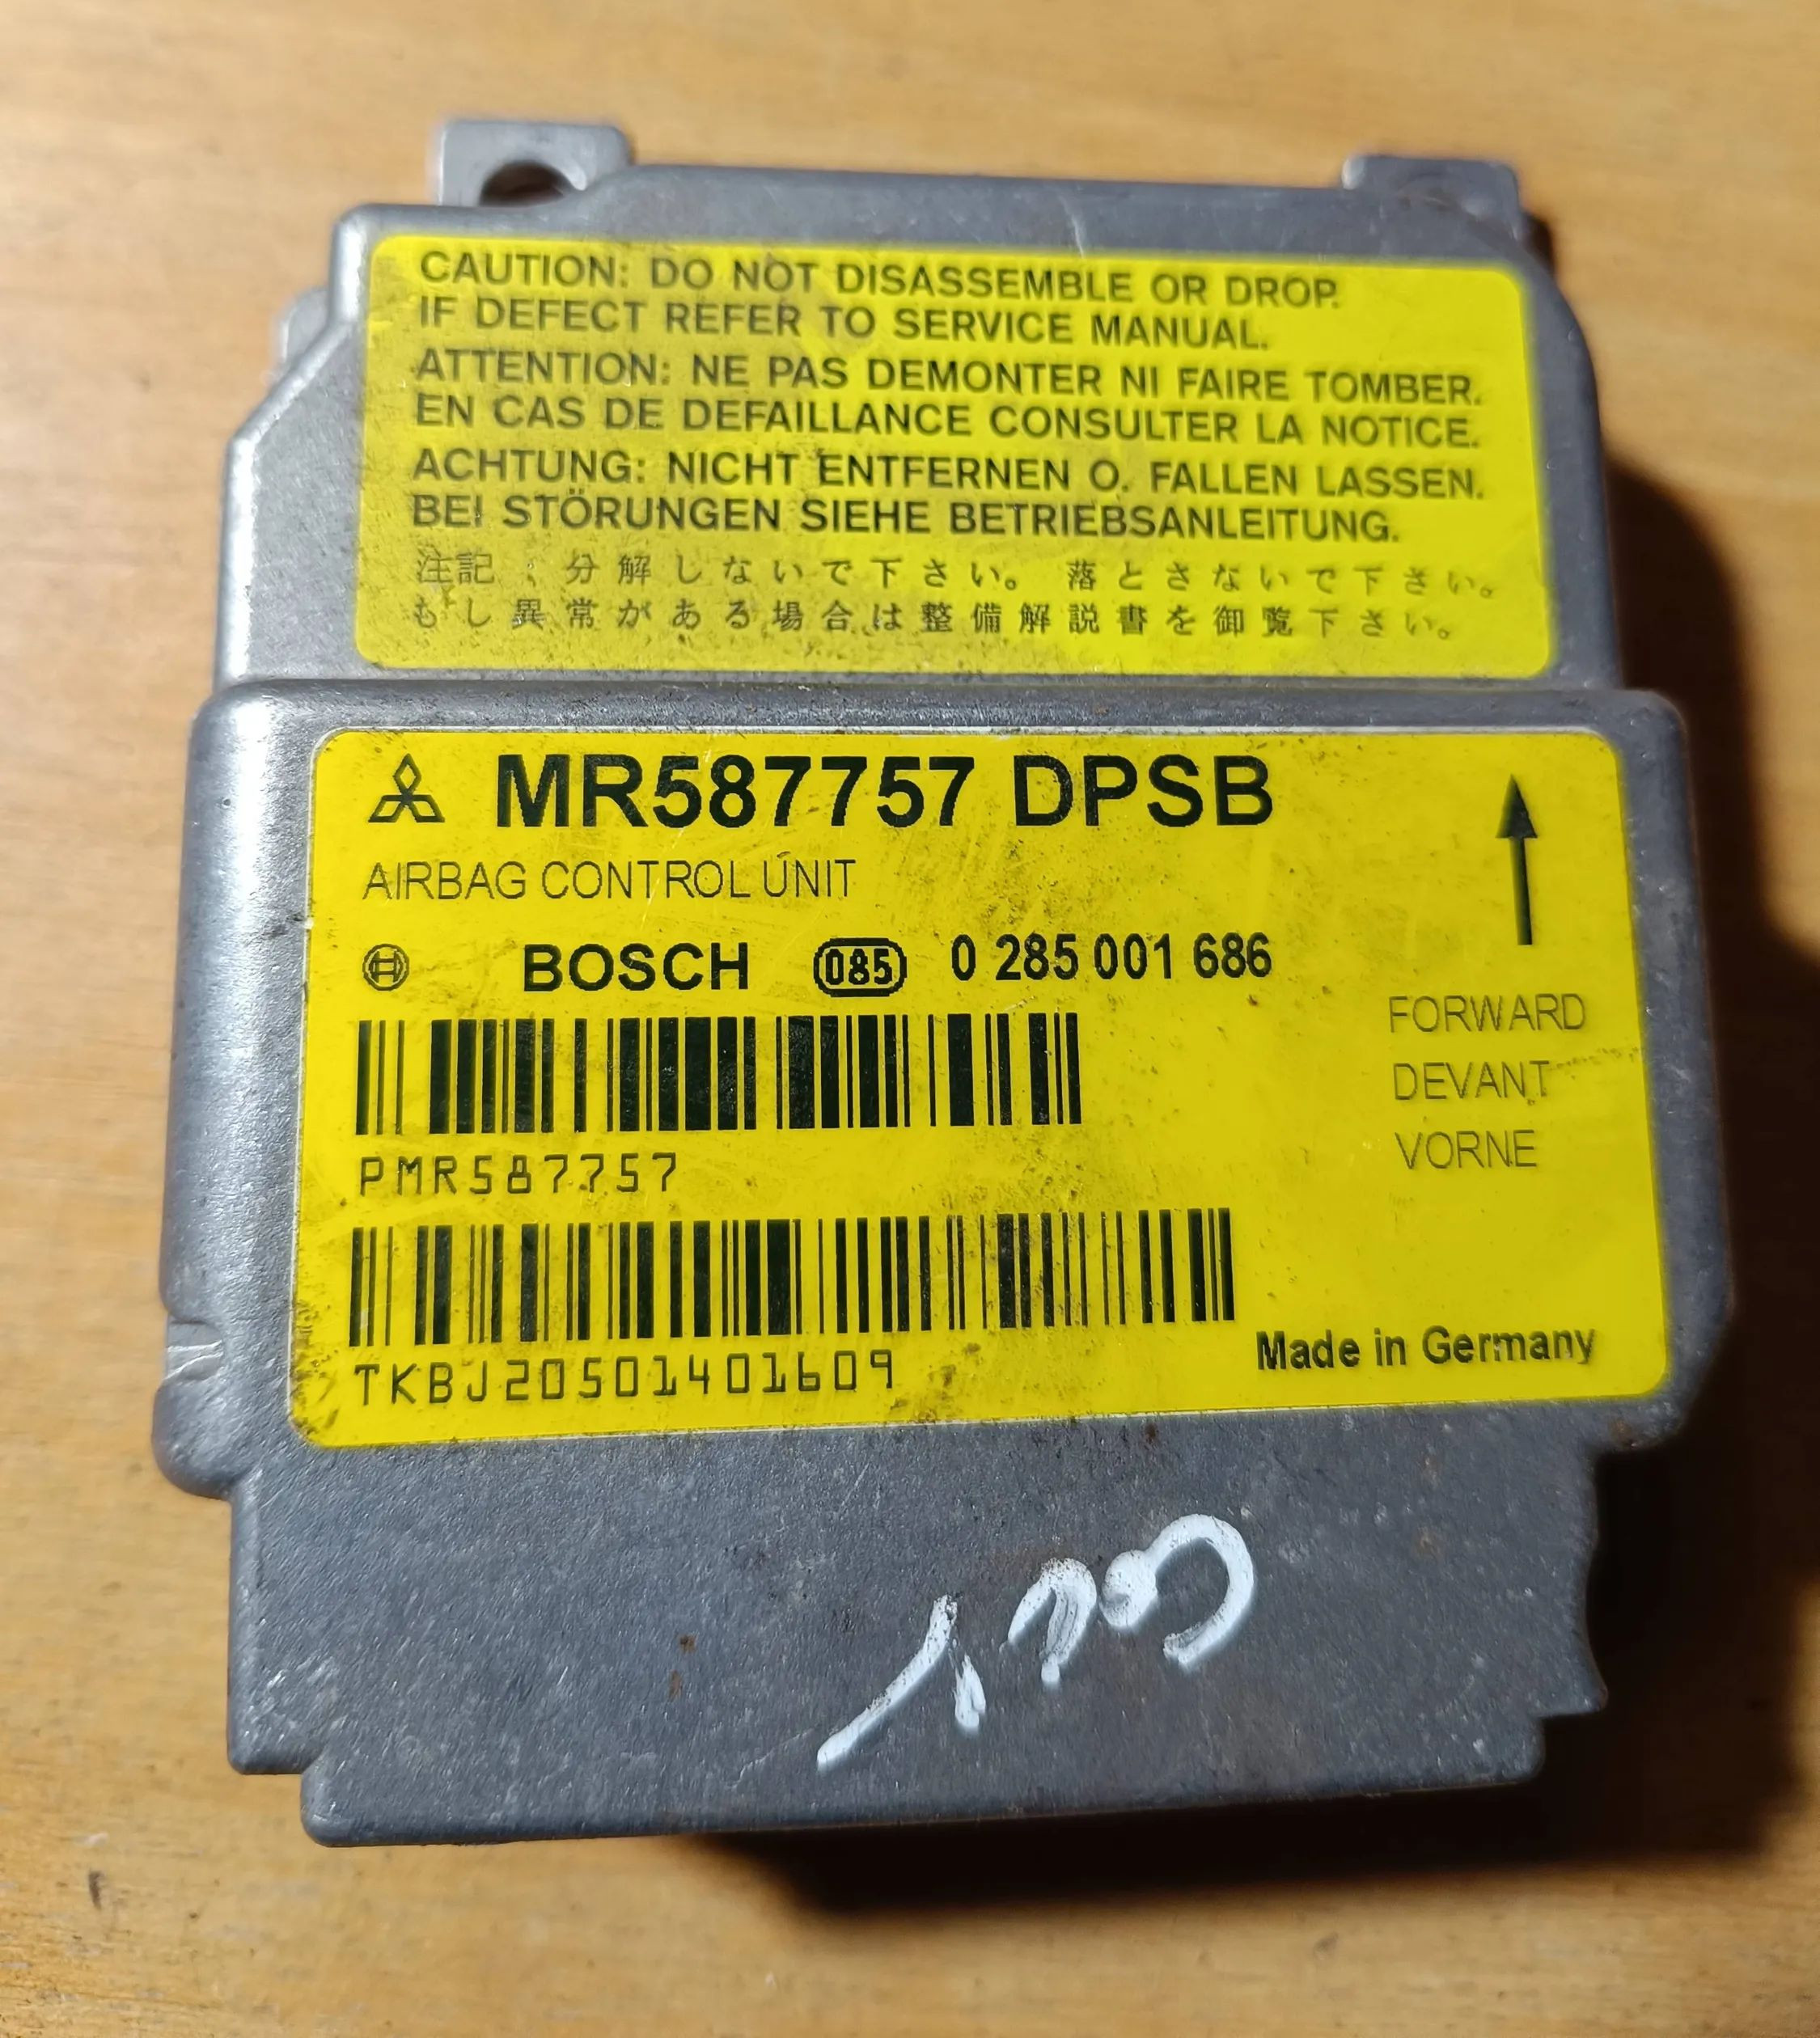 CAUTION: DO NOT DISASSEMBLE OR DROP.
IF DEFECT REFER TO SERVICE MANUAL.
ATTENTION: NE PAS DEMONTER NI FAIRE TOMBER.
EN CAS DE DEFAILLANCE CONSULTER LA NOTICE.
ACHTUNG: NICHT ENTFERNEN O. FALLEN LASSEN.
BEI STÖRUNGEN SIEHE BETRIEBSANLEITUNG.
注記：分解しないで下さい。落とさないで下さい。
もし異常がある場合は整備解説書を御覧下さい。
MR587757 DPSB
AIRBAG CONTROL UNIT
BOSCH 085 0 285 001 686
FORWARD
DEVANT
VORNE
PMR587757
TKBJ20501401609
Made in Germany